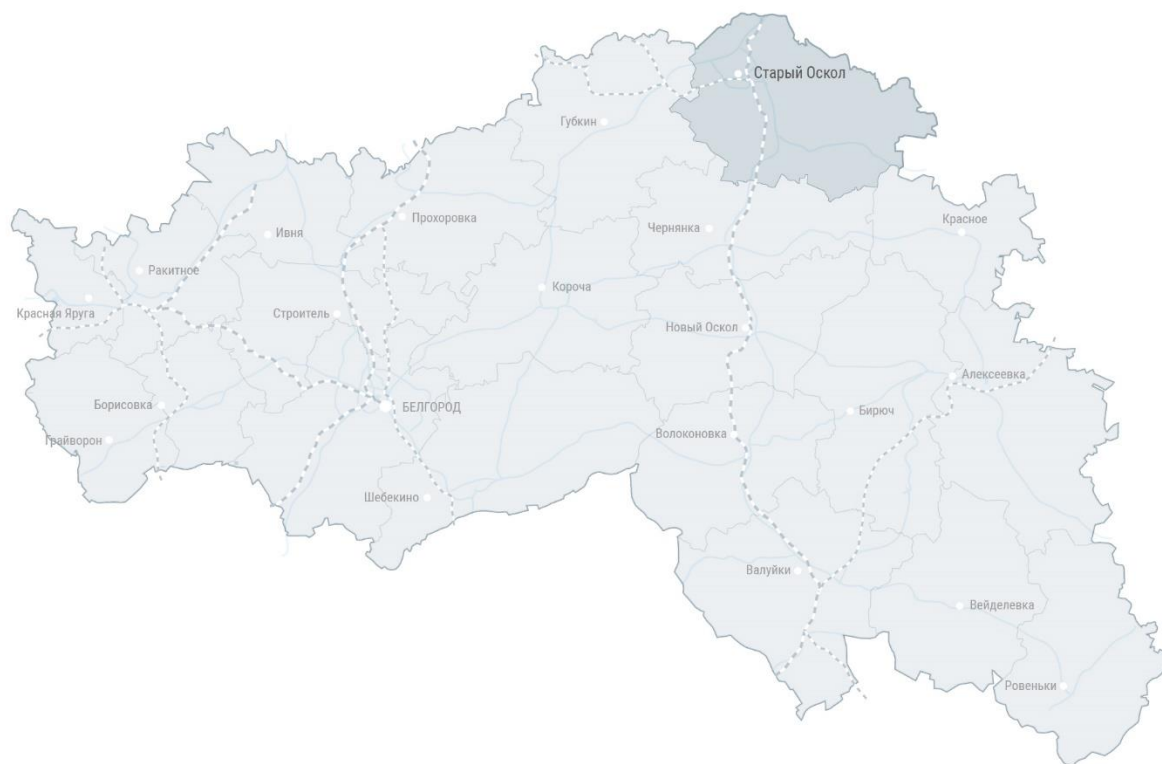 Старый Оскол
Губкин
Прохоровка
Чернянка
Красное
Ивня
Ракитное
Короча
Красная Яруга
Строитель
Новый Оскол
Алексеевка
Борисовка
БЕЛГОРОД
Бирюч
Грайворон
Волоконовка
Шебекино
Валуйки
Вейделевка
Ровеньки